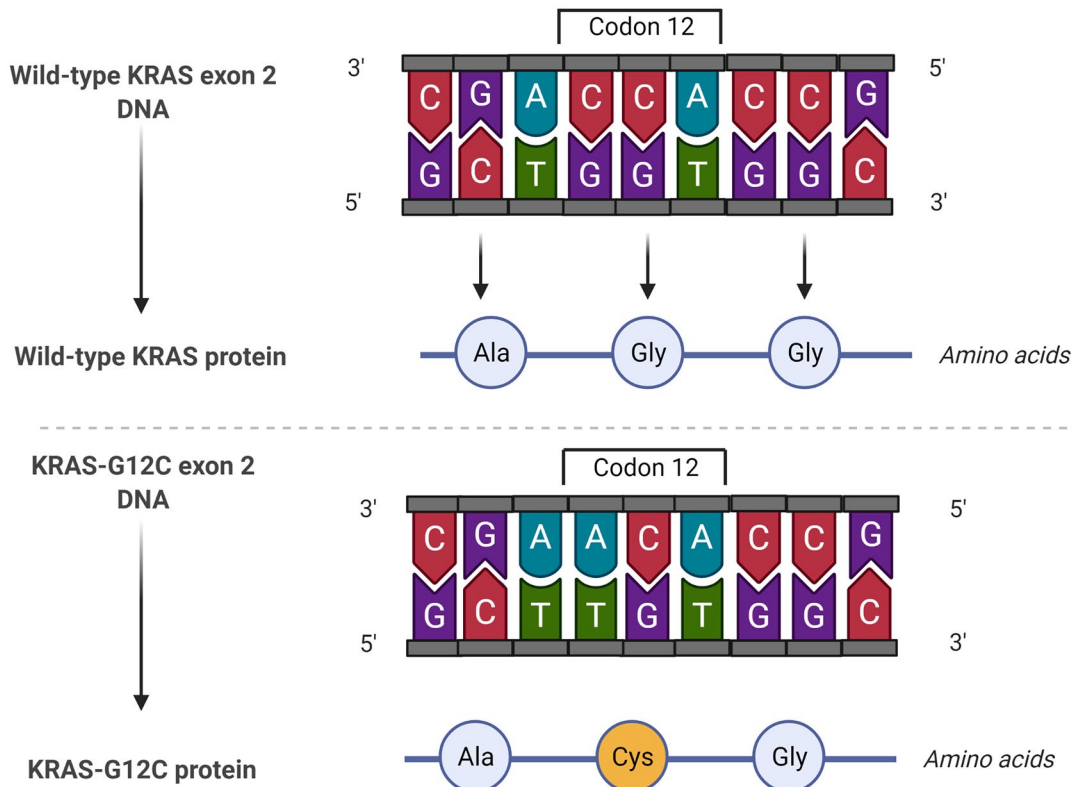 Codon 12
Wild-type KRAS exon 2
DNA
3' C G A C C A C C G 5'
5' G C T G G T G G C 3'
Wild-type KRAS protein
Ala Gly Gly Amino acids
Codon 12
KRAS-G12C exon 2
DNA
3' C G A A C A C C G 5'
5' G C T T G T G G C 3'
KRAS-G12C protein
Ala Cys Gly Amino acids